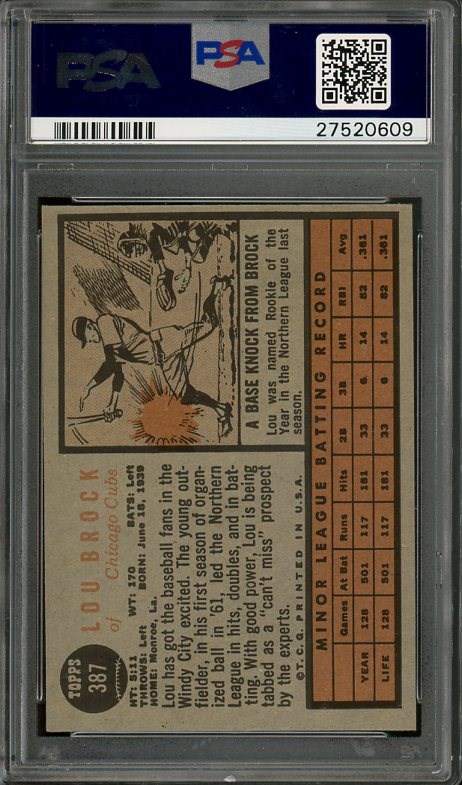 PSA
PSA
27520609
TOPPS
387
LOU BROCK
of Chicago Cubs
HT: 5:11 WT: 170 BATS: Left
THROWS: Left BORN: June 18, 1939
HOME: Monroe, La.
Lou has got the baseball fans in the
Windy City excited. The young out-
fielder, in his first season of organ-
ized ball in '61, led the Northern
League in hits, doubles, and in bat-
ting. With good power, Lou is being
tabbed as a "can't miss" prospect
by the experts.
©T.C.G. PRINTED IN U.S.A.
A BASE KNOCK FROM BROCK
Lou was named Rookie of the
Year in the Northern League last
season.
MINOR LEAGUE BATTING RECORD
Games At Bat Runs Hits 2B 3B HR RBI Avg.
YEAR 128 501 117 181 33 6 14 82 .361
LIFE 128 501 117 181 33 6 14 82 .361